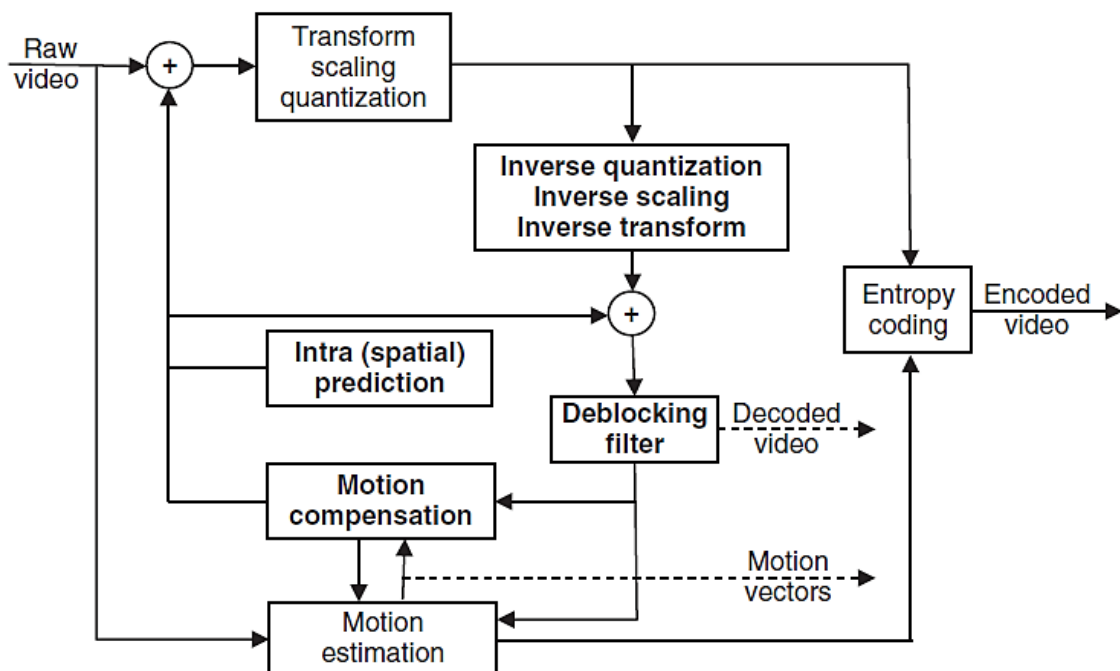 Raw
video
+
Transform
scaling
quantization
Inverse quantization
Inverse scaling
Inverse transform
+
Entropy
coding
Encoded
video
Intra (spatial)
prediction
Deblocking
filter
Decoded
video
Motion
compensation
Motion
vectors
Motion
estimation